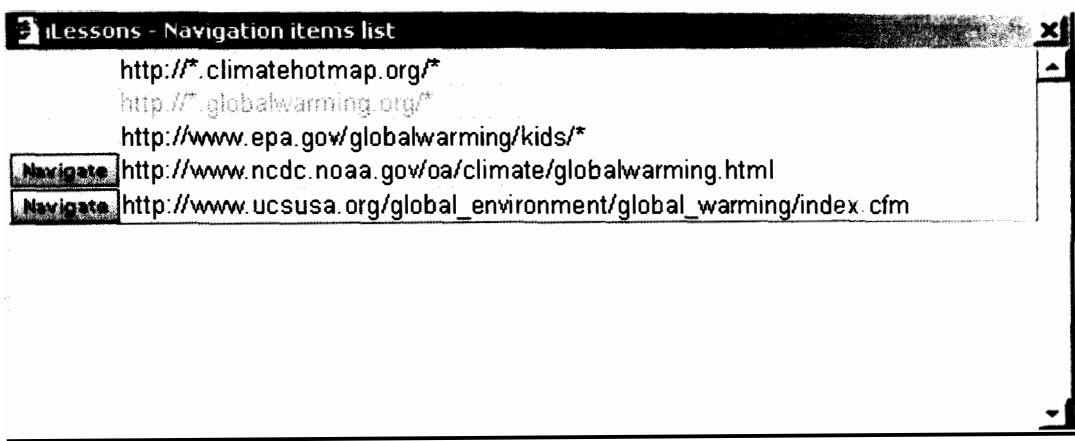 iLessons - Navigation items list
http://*.climatehotmap.org/*
http://*.globalwarming.org/*
http://www.epa.gov/globalwarming/kids/*
Navigate http://www.ncdc.noaa.gov/oa/climate/globalwarming.html
Navigate http://www.ucsusa.org/global_environment/global_warming/index.cfm